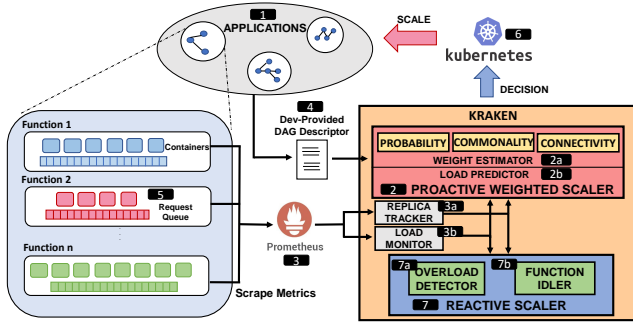 1
APPLICATIONS
SCALE
6
kubernetes
DECISION
4
Dev-Provided
DAG Descriptor
Function 1
Containers
Function 2
5
Request
Queue
Function n
Prometheus
3
Scrape Metrics
KRAKEN
PROBABILITY COMMONALITY CONNECTIVITY
WEIGHT ESTIMATOR 2a
LOAD PREDICTOR 2b
2 PROACTIVE WEIGHTED SCALER
REPLICA 3a
TRACKER
LOAD 3b
MONITOR
7a 7b
OVERLOAD FUNCTION
DETECTOR IDLER
7 REACTIVE SCALER